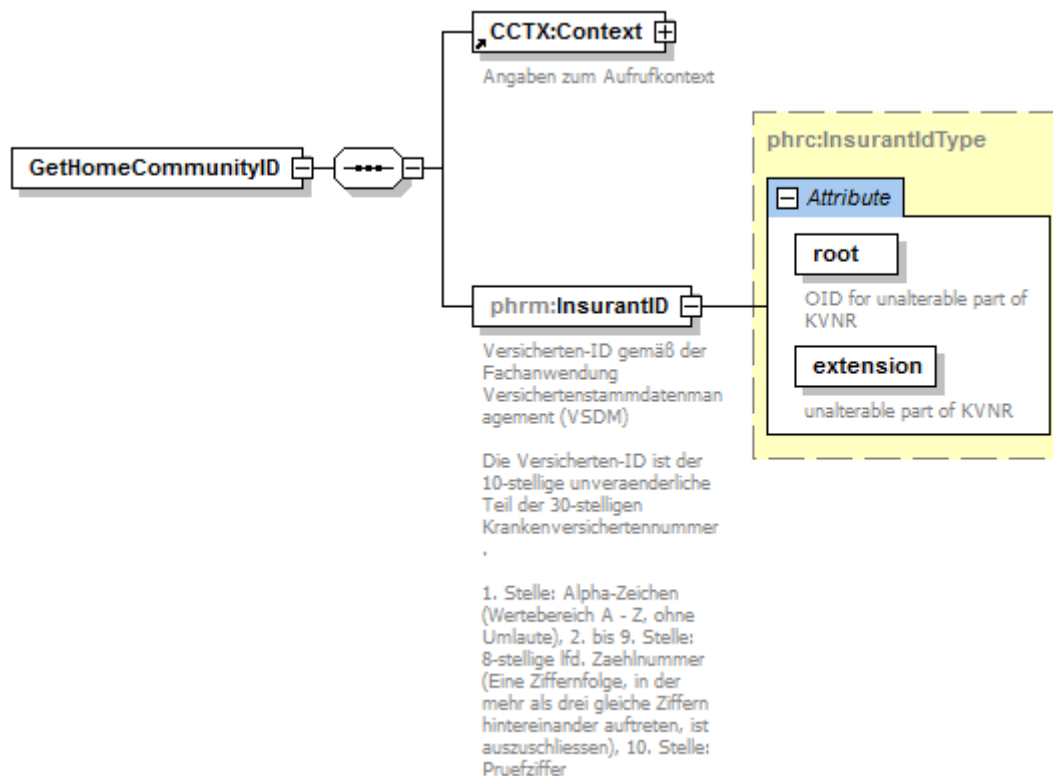 CCTX:Context
Angaben zum Aufrufkontext
GetHomeCommunityID
phrc:InsurantIdType
Attribute
root
OID for unalterable part of
KVNR
extension
unalterable part of KVNR
phrm:InsurantID
Versicherten-ID gemäß der
Fachanwendung
Versichertenstammdatenman
agement (VSDM)
Die Versicherten-ID ist der
10-stellige unveraenderliche
Teil der 30-stelligen
Krankenversichertennummer
.
1. Stelle: Alpha-Zeichen
(Wertebereich A - Z, ohne
Umlaute), 2. bis 9. Stelle:
8-stellige lfd. Zaehlnummer
(Eine Ziffernfolge, in der
mehr als drei gleiche Ziffern
hintereinander auftreten, ist
auszuschliessen), 10. Stelle:
Pruefziffer